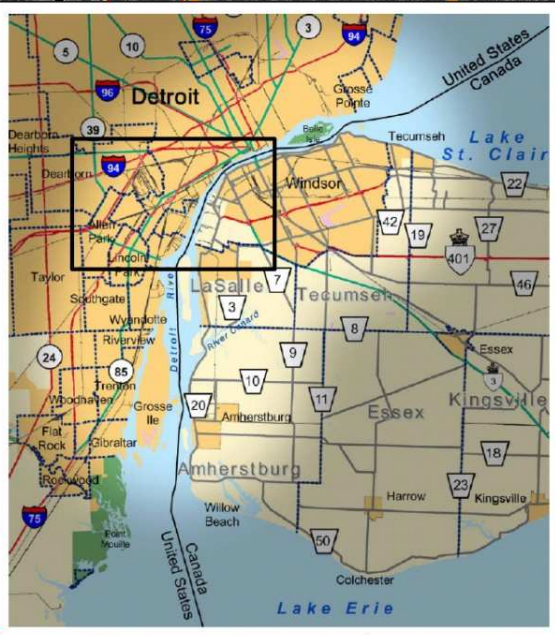 75
3
94
5
10
United States
Canada
96
Detroit
Grosse
Pointe
39
Belle
Isle
Dearborn
Heights
Tecumseh
Lake
St. Clair
94
Dearborn
Windsor
22
Allen
Park
42
19
27
401
Lincoln
Park
Taylor
LaSalle
7
Tecumseh
46
Southgate
3
Detroit River
Wyandotte
River Canard
8
Riverview
9
Essex
24
85
10
3
Trenton
Woodhaven
Grosse
Ile
20
11
Kingsville
Amherstburg
Essex
Flat
Rock
Gibraltar
18
Amherstburg
Rockwood
23
Harrow
Kingsville
75
Willow
Beach
Point
Mouille
50
Canada
United States
Colchester
Lake Erie